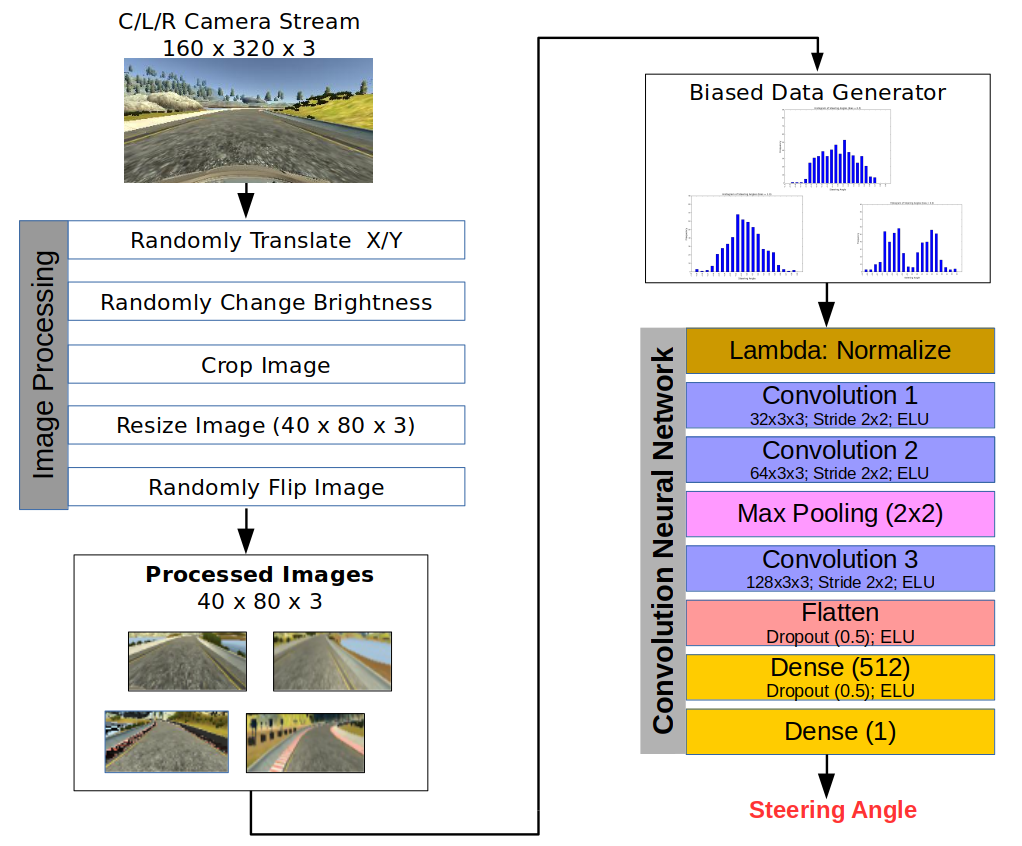 C/L/R Camera Stream
160 x 320 x 3
Image Processing
Randomly Translate X/Y
Randomly Change Brightness
Crop Image
Resize Image (40 x 80 x 3)
Randomly Flip Image
Processed Images
40 x 80 x 3
Biased Data Generator
Convolution Neural Network
Lambda: Normalize
Convolution 1
32x3x3; Stride 2x2; ELU
Convolution 2
64x3x3; Stride 2x2; ELU
Max Pooling (2x2)
Convolution 3
128x3x3; Stride 2x2; ELU
Flatten
Dropout (0.5); ELU
Dense (512)
Dropout (0.5); ELU
Dense (1)
Steering Angle